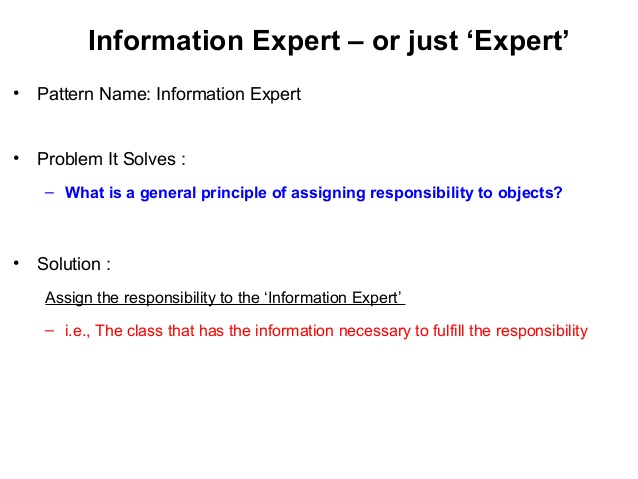 Information Expert – or just ‘Expert’
• Pattern Name: Information Expert
• Problem It Solves :
– What is a general principle of assigning responsibility to objects?
• Solution :
Assign the responsibility to the ‘Information Expert’
– i.e., The class that has the information necessary to fulfill the responsibility